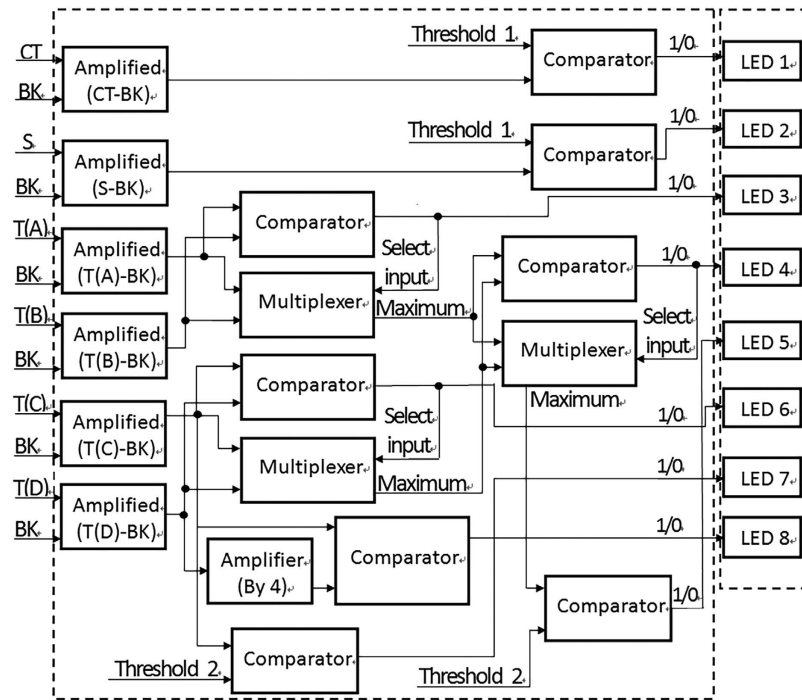 CT
BK
Amplified
(CT-BK)
Threshold 1
Comparator
1/0
LED 1
S
BK
Amplified
(S-BK)
Threshold 1
Comparator
1/0
LED 2
T(A)
BK
Amplified
(T(A)-BK)
Comparator
1/0
LED 3
Select
input
Multiplexer
Maximum
T(B)
BK
Amplified
(T(B)-BK)
Comparator
1/0
LED 4
Select
input
Multiplexer
Maximum
LED 5
T(C)
BK
Amplified
(T(C)-BK)
Comparator
Select
input
1/0
LED 6
Multiplexer
Maximum
T(D)
BK
Amplified
(T(D)-BK)
1/0
LED 7
Amplifier
(By 4)
Comparator
1/0
LED 8
Comparator
1/0
Threshold 2
Comparator
Threshold 2